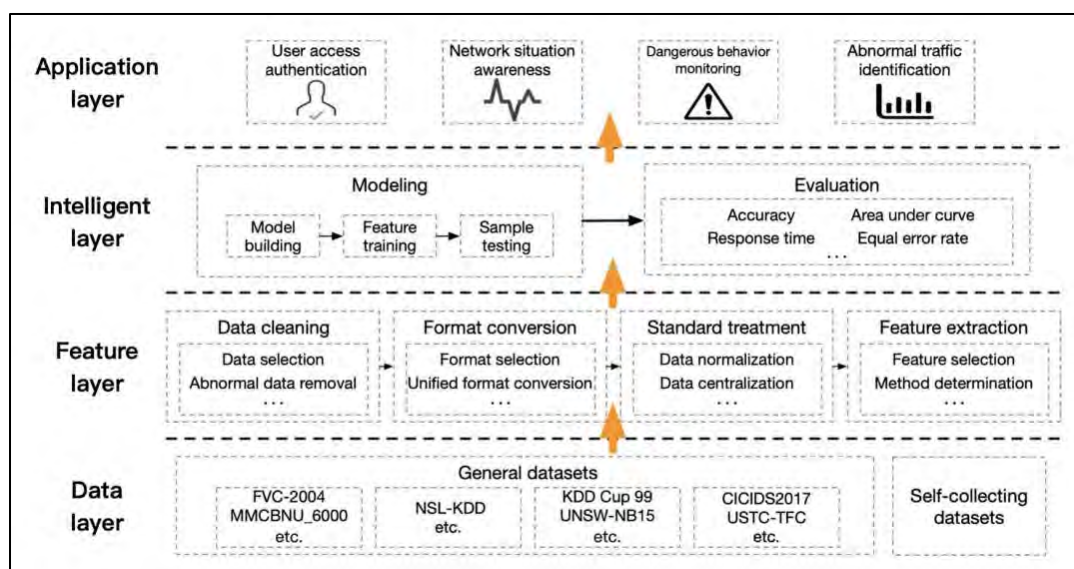 Application
layer
User access
authentication
Network situation
awareness
Dangerous behavior
monitoring
Abnormal traffic
identification
Intelligent
layer
Modeling
Model
building
Feature
training
Sample
testing
Evaluation
Accuracy
Area under curve
Response time
Equal error rate
...
Feature
layer
Data cleaning
Data selection
Abnormal data removal
...
Format conversion
Format selection
Unified format conversion
...
Standard treatment
Data normalization
Data centralization
...
Feature extraction
Feature selection
Method determination
...
Data
layer
General datasets
FVC-2004
MMCBNU_6000
etc.
NSL-KDD
etc.
KDD Cup 99
UNSW-NB15
etc.
CICIDS2017
USTC-TFC
etc.
Self-collecting
datasets